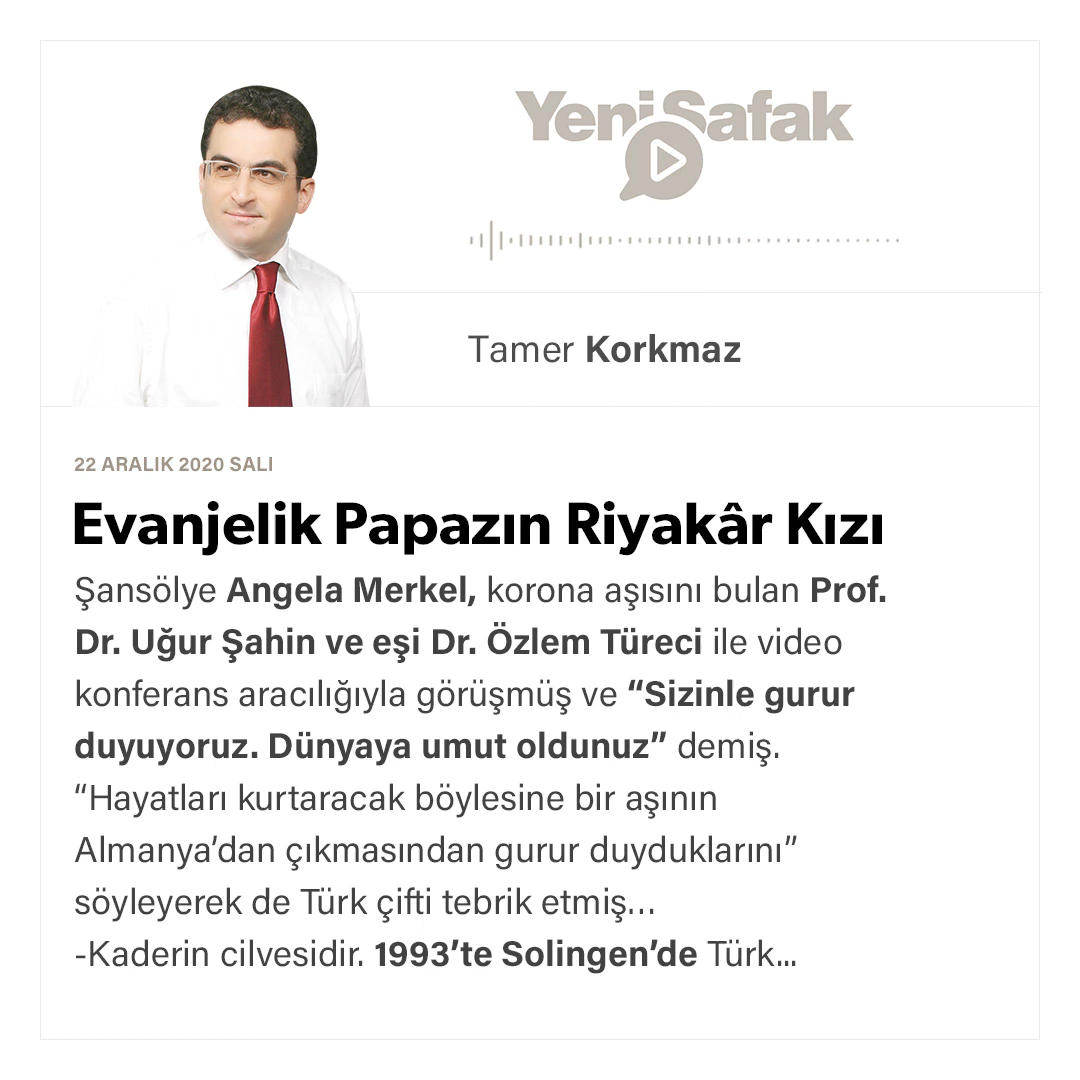 YeniSafak
Tamer Korkmaz
22 ARALIK 2020 SALI
Evanjelik Papazın Riyakâr Kızı
Şansölye Angela Merkel, korona aşısını bulan Prof.
Dr. Uğur Şahin ve eşi Dr. Özlem Türeci ile video
konferans aracılığıyla görüşmüş ve “Sizinle gurur
duyuyoruz. Dünyaya umut oldunuz” demiş.
“Hayatları kurtaracak böylesine bir aşının
Almanya’dan çıkmasından gurur duyduklarını”
söyleyerek de Türk çifti tebrik etmiş…
-Kaderin cilvesidir. 1993’te Solingen’de Türk...